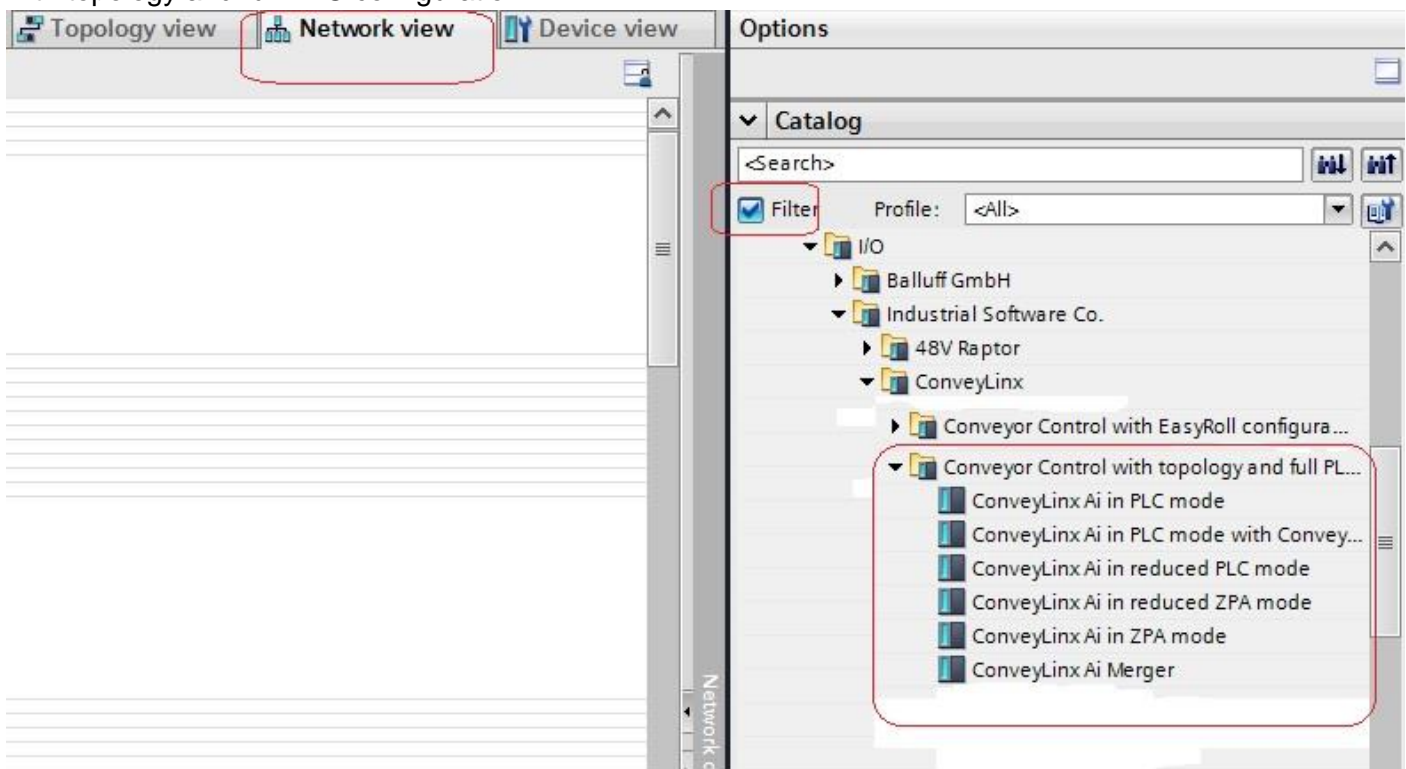 Topology view Network view Device view Options
Catalog
<Search>
Filter Profile: <All>
I/O
Balluff GmbH
Industrial Software Co.
48V Raptor
ConveyLinx
Conveyor Control with EasyRoll configura...
Conveyor Control with topology and full PL...
ConveyLinx Ai in PLC mode
ConveyLinx Ai in PLC mode with Convey...
ConveyLinx Ai in reduced PLC mode
ConveyLinx Ai in reduced ZPA mode
ConveyLinx Ai in ZPA mode
ConveyLinx Ai Merger
Network